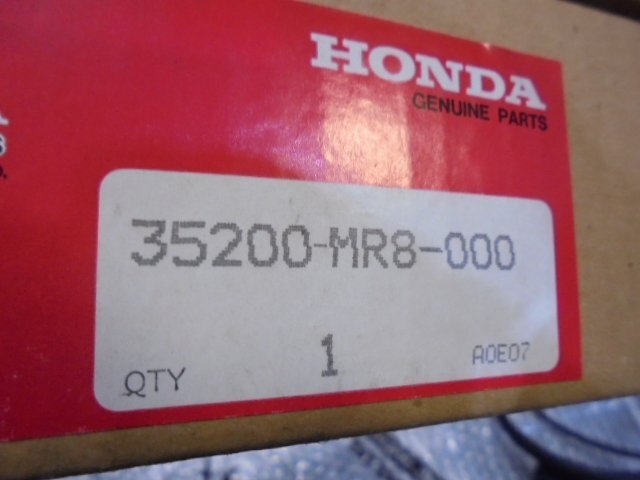 HONDA
GENUINE PARTS
35200-MR8-000
QTY 1 A0E07